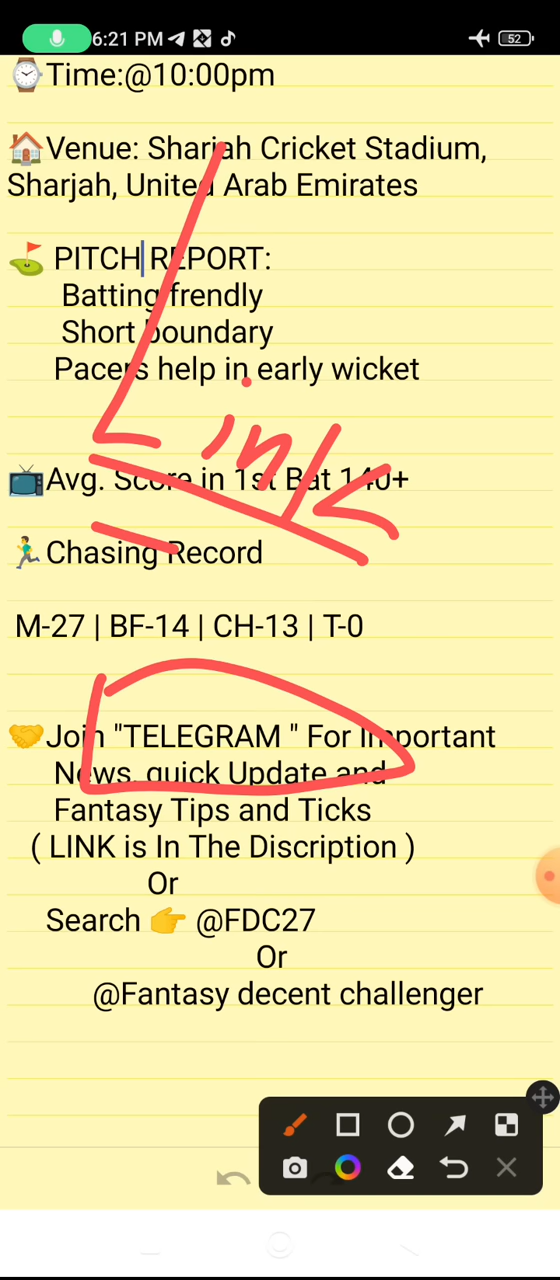 6:21 PM
52
⌚Time:@10:00pm
🏠Venue: Sharjah Cricket Stadium,
Sharjah, United Arab Emirates
⛳ PITCH REPORT:
Batting frendly
Short boundary
Pacers help in early wicket
Link
📺Avg. Score in 1st Bat 140+
🏃Chasing Record
M-27 | BF-14 | CH-13 | T-0
🤝Join "TELEGRAM " For Important
News, quick Update and
Fantasy Tips and Ticks
( LINK is In The Discription )
Or
Search 👉 @FDC27
Or
@Fantasy decent challenger